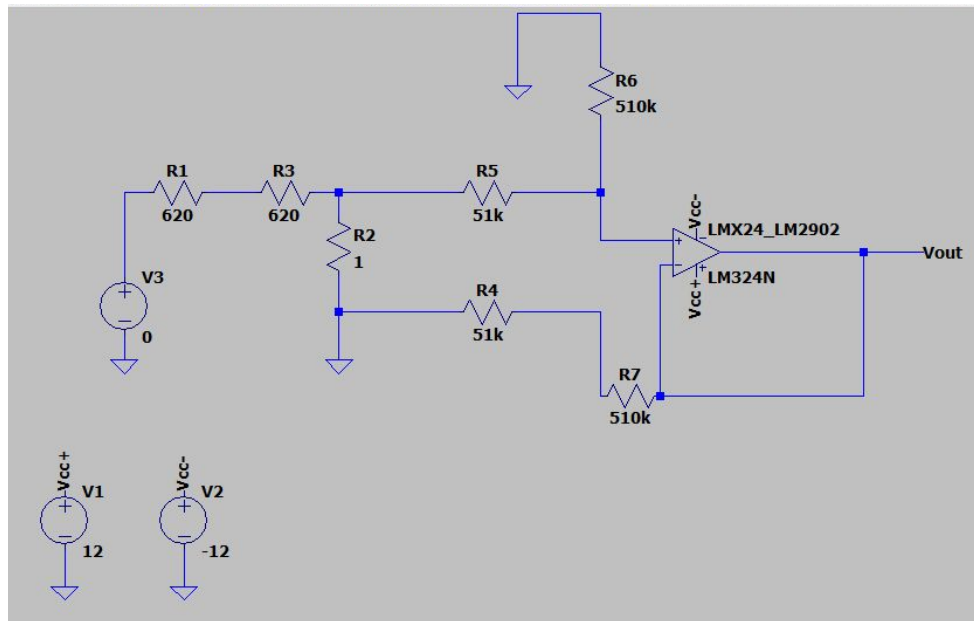 R6
510k
R1
620
R3
620
R5
51k
R2
1
Vcc-
LMX24_LM2902
+
−
−
+
LM324N
Vcc+
Vout
V3
+
−
0
R4
51k
R7
510k
Vcc+
V1
+
−
12
Vcc-
V2
+
−
-12